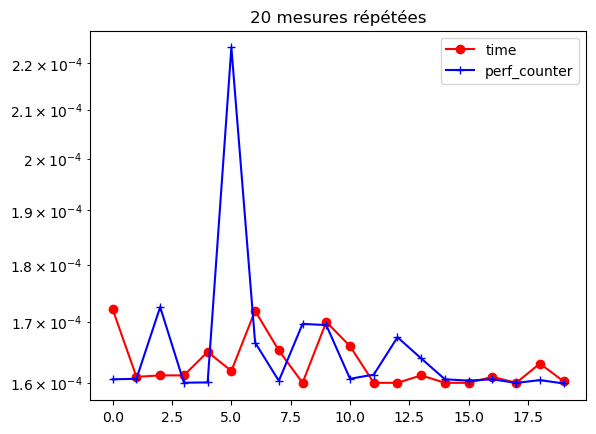 20 mesures répétées
time
perf_counter
2.2 × 10⁻⁴
2.1 × 10⁻⁴
2 × 10⁻⁴
1.9 × 10⁻⁴
1.8 × 10⁻⁴
1.7 × 10⁻⁴
1.6 × 10⁻⁴
0.0 2.5 5.0 7.5 10.0 12.5 15.0 17.5